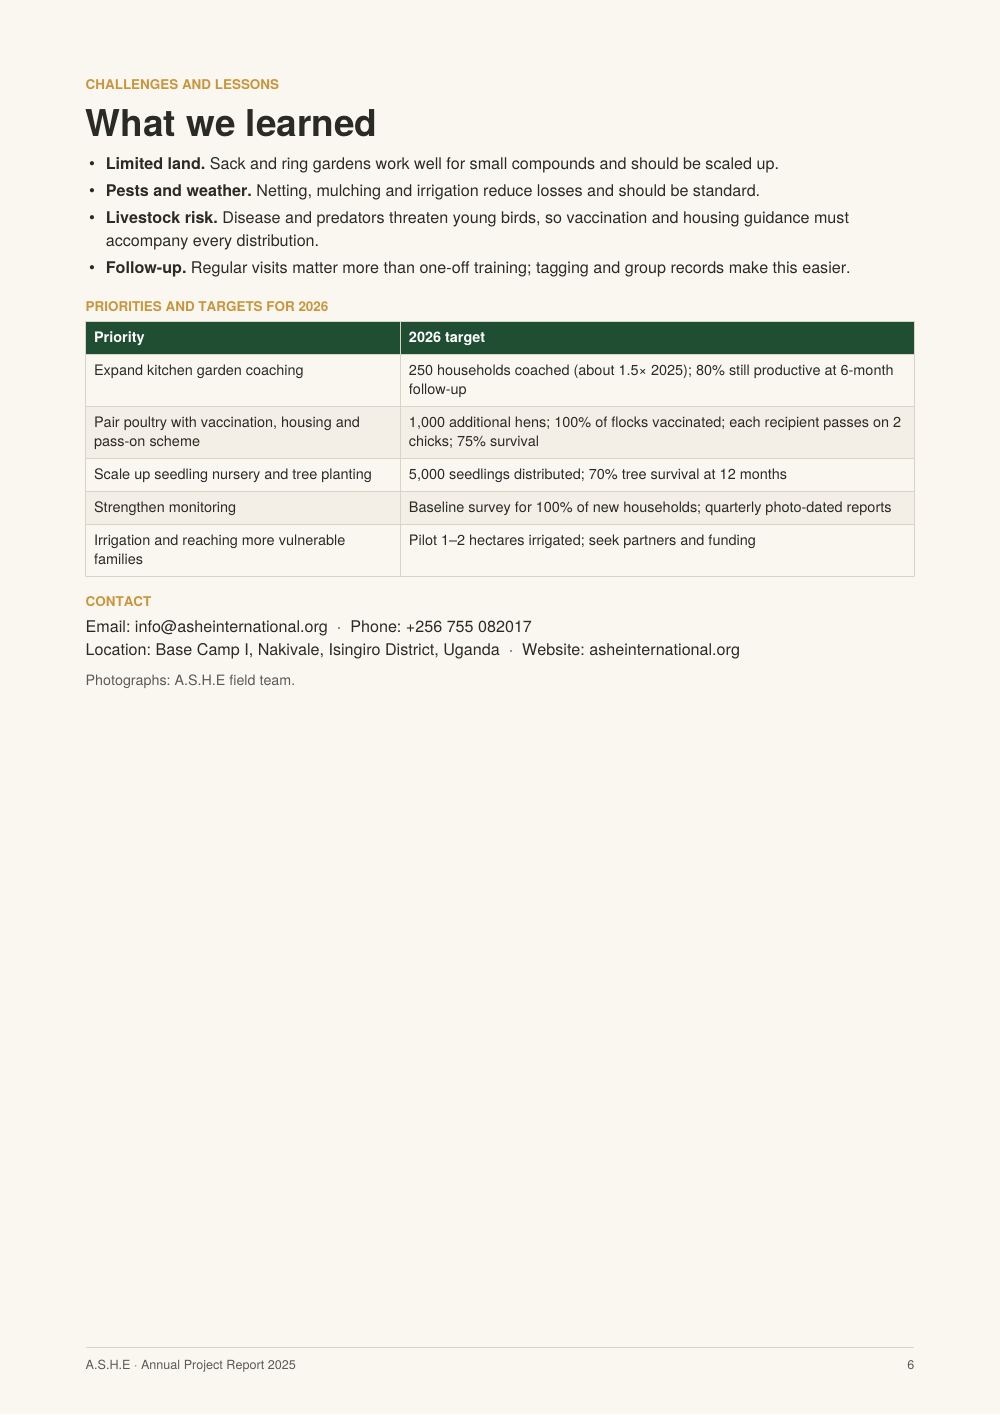 CHALLENGES AND LESSONS
What we learned
• Limited land. Sack and ring gardens work well for small compounds and should be scaled up.
• Pests and weather. Netting, mulching and irrigation reduce losses and should be standard.
• Livestock risk. Disease and predators threaten young birds, so vaccination and housing guidance must
accompany every distribution.
• Follow-up. Regular visits matter more than one-off training; tagging and group records make this easier.
PRIORITIES AND TARGETS FOR 2026
Priority 2026 target
Expand kitchen garden coaching 250 households coached (about 1.5× 2025); 80% still productive at 6-month
follow-up
Pair poultry with vaccination, housing and 1,000 additional hens; 100% of flocks vaccinated; each recipient passes on 2
pass-on scheme chicks; 75% survival
Scale up seedling nursery and tree planting 5,000 seedlings distributed; 70% tree survival at 12 months
Strengthen monitoring Baseline survey for 100% of new households; quarterly photo-dated reports
Irrigation and reaching more vulnerable Pilot 1–2 hectares irrigated; seek partners and funding
families
CONTACT
Email: info@asheinternational.org · Phone: +256 755 082017
Location: Base Camp I, Nakivale, Isingiro District, Uganda · Website: asheinternational.org
Photographs: A.S.H.E field team.
A.S.H.E · Annual Project Report 2025 6